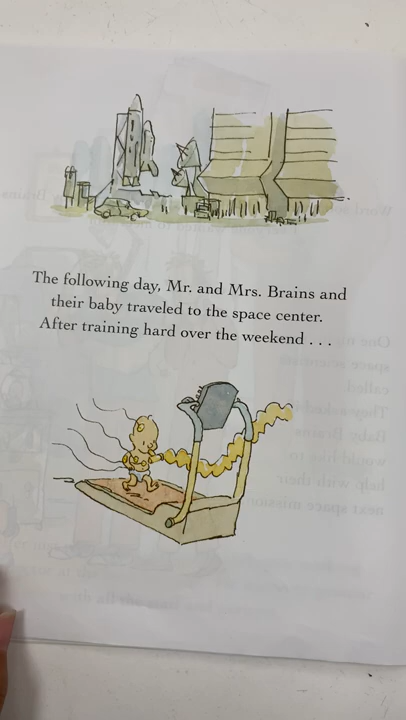 The following day, Mr. and Mrs. Brains and
their baby traveled to the space center.
After training hard over the weekend . . .